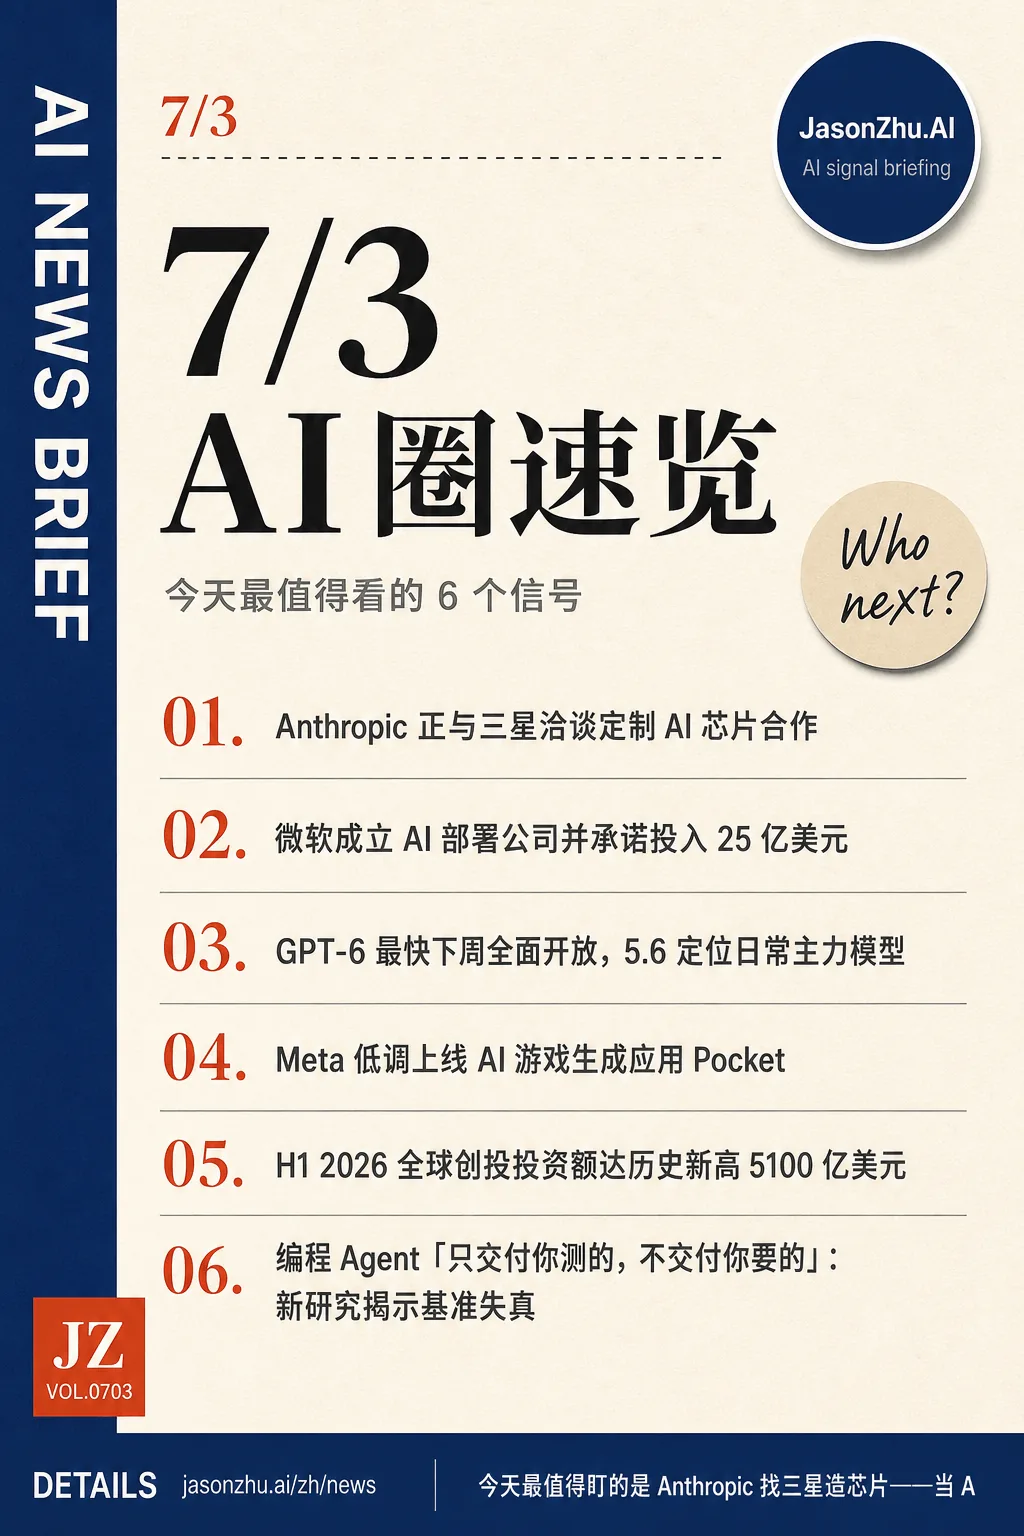 AI NEWS BRIEF
7/3
JasonZhu.AI
AI signal briefing
7/3
AI 圈速览
今天最值得看的 6 个信号
Who
next?
01. Anthropic 正与三星洽谈定制 AI 芯片合作
02. 微软成立 AI 部署公司并承诺投入 25 亿美元
03. GPT-6 最快下周全面开放，5.6 定位日常主力模型
04. Meta 低调上线 AI 游戏生成应用 Pocket
05. H1 2026 全球创投投资额达历史新高 5100 亿美元
06. 编程 Agent「只交付你测的，不交付你要的」：
新研究揭示基准失真
JZ
VOL.0703
DETAILS jasonzhu.ai/zh/news 今天最值得盯的是 Anthropic 找三星造芯片——当 A